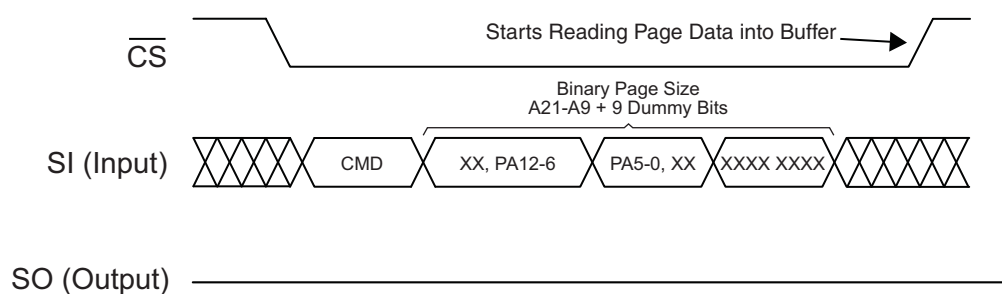 Starts Reading Page Data into Buffer
CS
Binary Page Size
A21-A9 + 9 Dummy Bits
SI (Input)
CMD
XX, PA12-6
PA5-0, XX
XXXX XXXX
SO (Output)